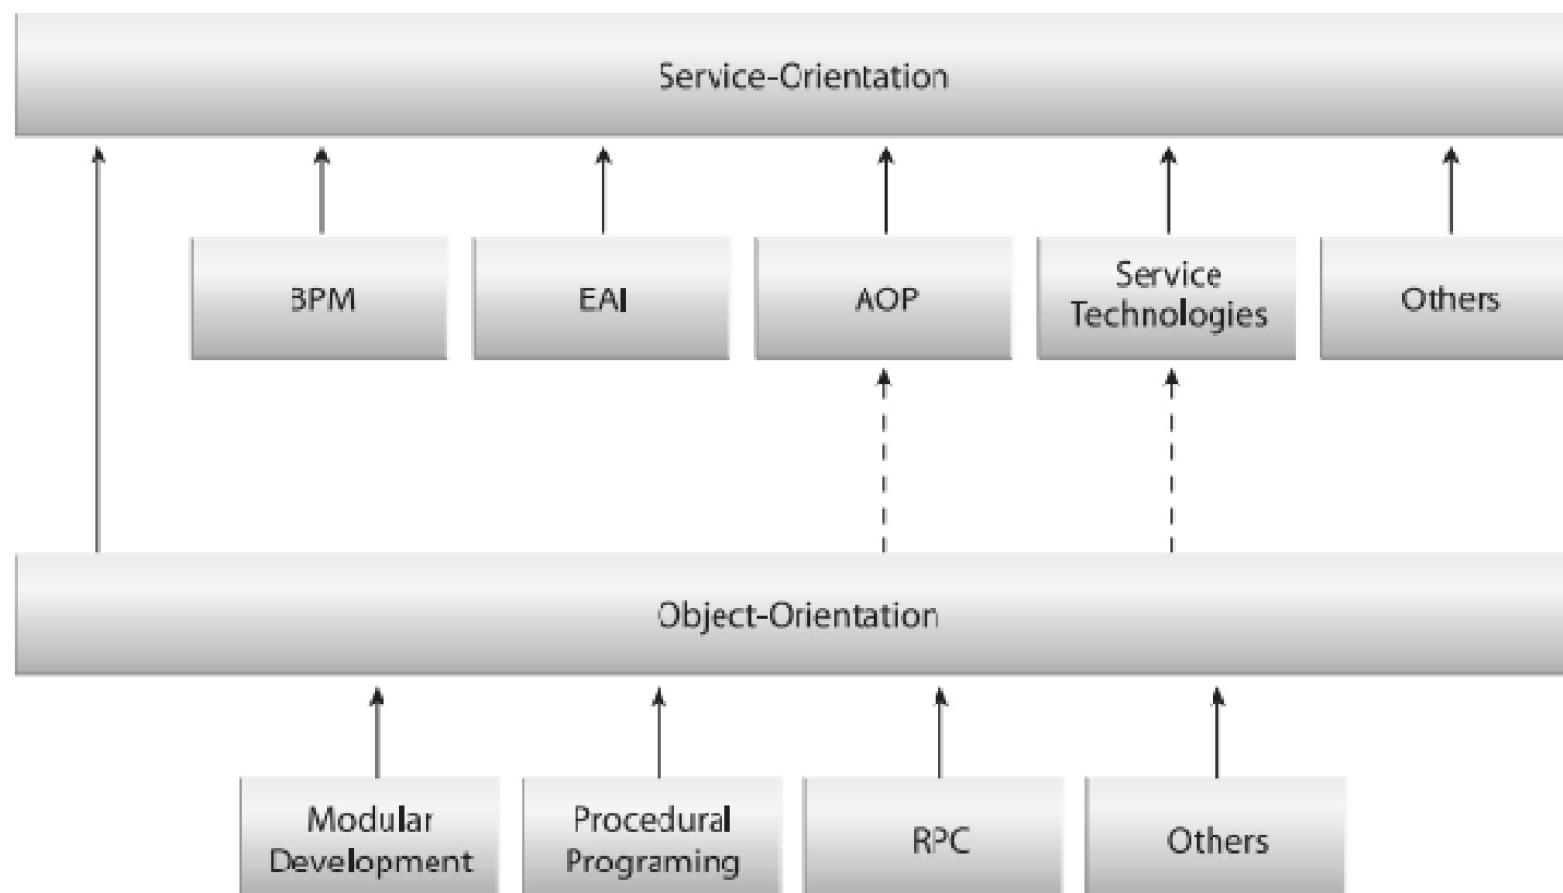 Service-Orientation
BPM
EAI
AOP
Service
Technologies
Others
Object-Orientation
Modular
Development
Procedural
Programing
RPC
Others